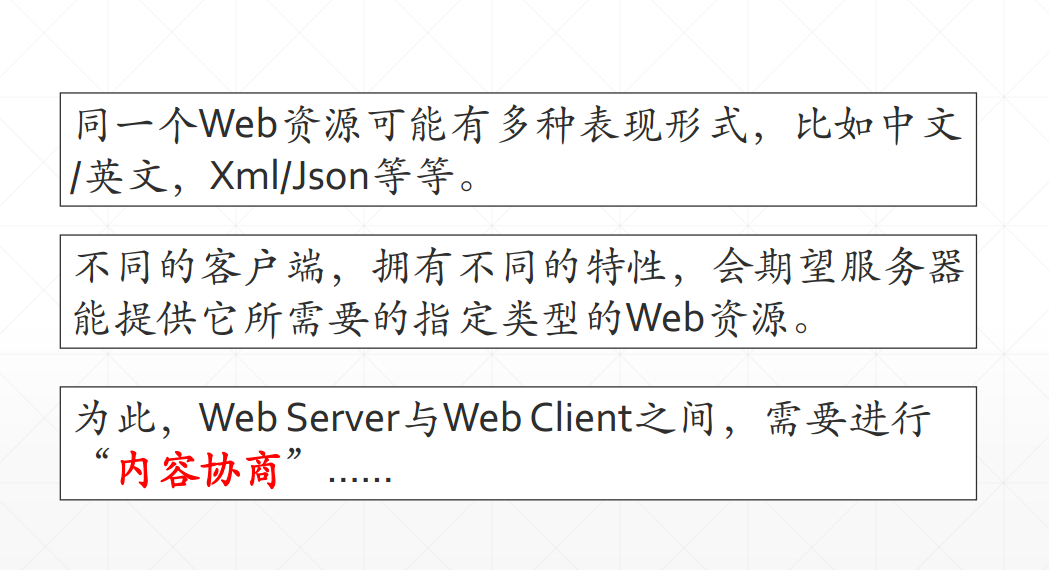 同一个Web资源可能有多种表现形式，比如中文
/英文，Xml/Json等等。
不同的客户端，拥有不同的特性，会期望服务器
能提供它所需要的指定类型的Web资源。
为此，Web Server与Web Client之间，需要进行
“内容协商”……